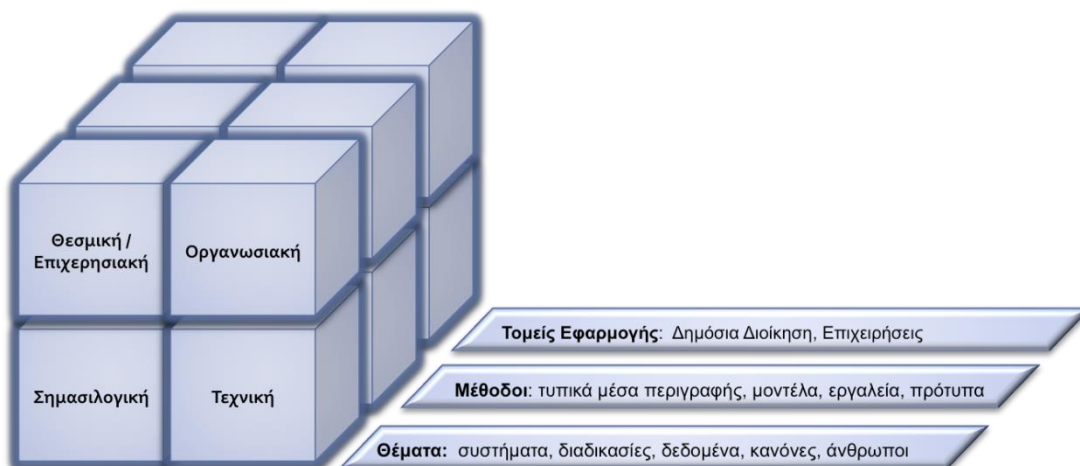 Θεσμική /
Επιχερησιακή
Οργανωσιακή
Σημασιλογική
Τεχνική
Τομείς Εφαρμογής: Δημόσια Διοίκηση, Επιχειρήσεις
Μέθοδοι: τυπικά μέσα περιγραφής, μοντέλα, εργαλεία, πρότυπα
Θέματα: συστήματα, διαδικασίες, δεδομένα, κανόνες, άνθρωποι